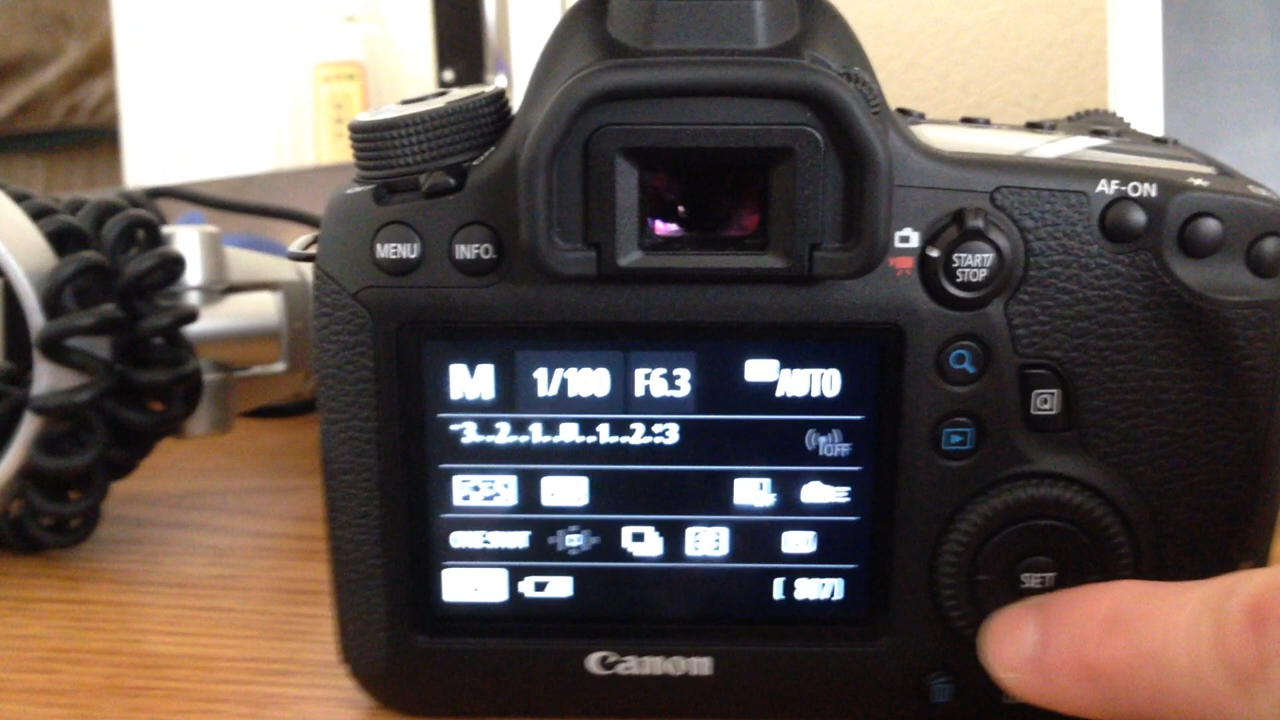 AF-ON
MENU INFO.
START/
STOP
M 1/100 F6.3 AUTO
3..2..1..0..1..2..3
OFF
Q
ONE SHOT
SET
Canon